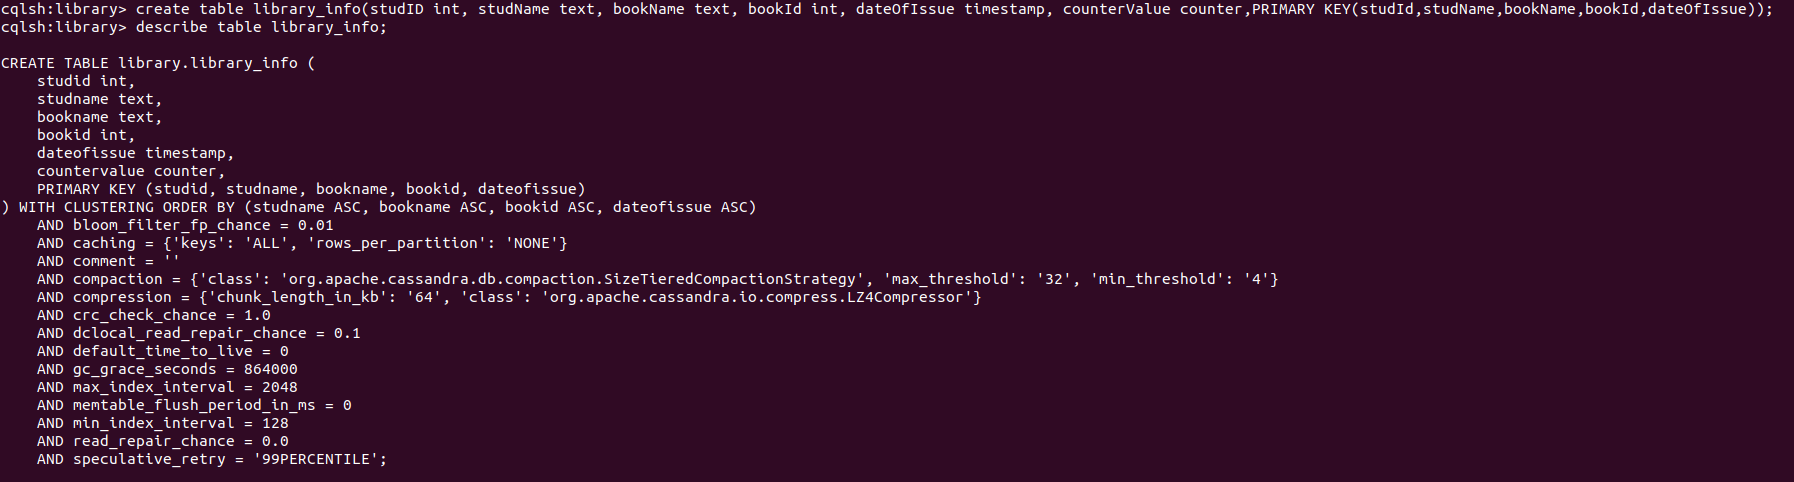 cqlsh:library> create table library_info(studID int, studName text, bookName text, bookId int, dateOfIssue timestamp, counterValue counter,PRIMARY KEY(studId,studName,bookName,bookId,dateOfIssue));
cqlsh:library> describe table library_info;
CREATE TABLE library.library_info (
    studid int,
    studname text,
    bookname text,
    bookid int,
    dateofissue timestamp,
    countervalue counter,
    PRIMARY KEY (studid, studname, bookname, bookid, dateofissue)
) WITH CLUSTERING ORDER BY (studname ASC, bookname ASC, bookid ASC, dateofissue ASC)
    AND bloom_filter_fp_chance = 0.01
    AND caching = {'keys': 'ALL', 'rows_per_partition': 'NONE'}
    AND comment = ''
    AND compaction = {'class': 'org.apache.cassandra.db.compaction.SizeTieredCompactionStrategy', 'max_threshold': '32', 'min_threshold': '4'}
    AND compression = {'chunk_length_in_kb': '64', 'class': 'org.apache.cassandra.io.compress.LZ4Compressor'}
    AND crc_check_chance = 1.0
    AND dclocal_read_repair_chance = 0.1
    AND default_time_to_live = 0
    AND gc_grace_seconds = 864000
    AND max_index_interval = 2048
    AND memtable_flush_period_in_ms = 0
    AND min_index_interval = 128
    AND read_repair_chance = 0.0
    AND speculative_retry = '99PERCENTILE';